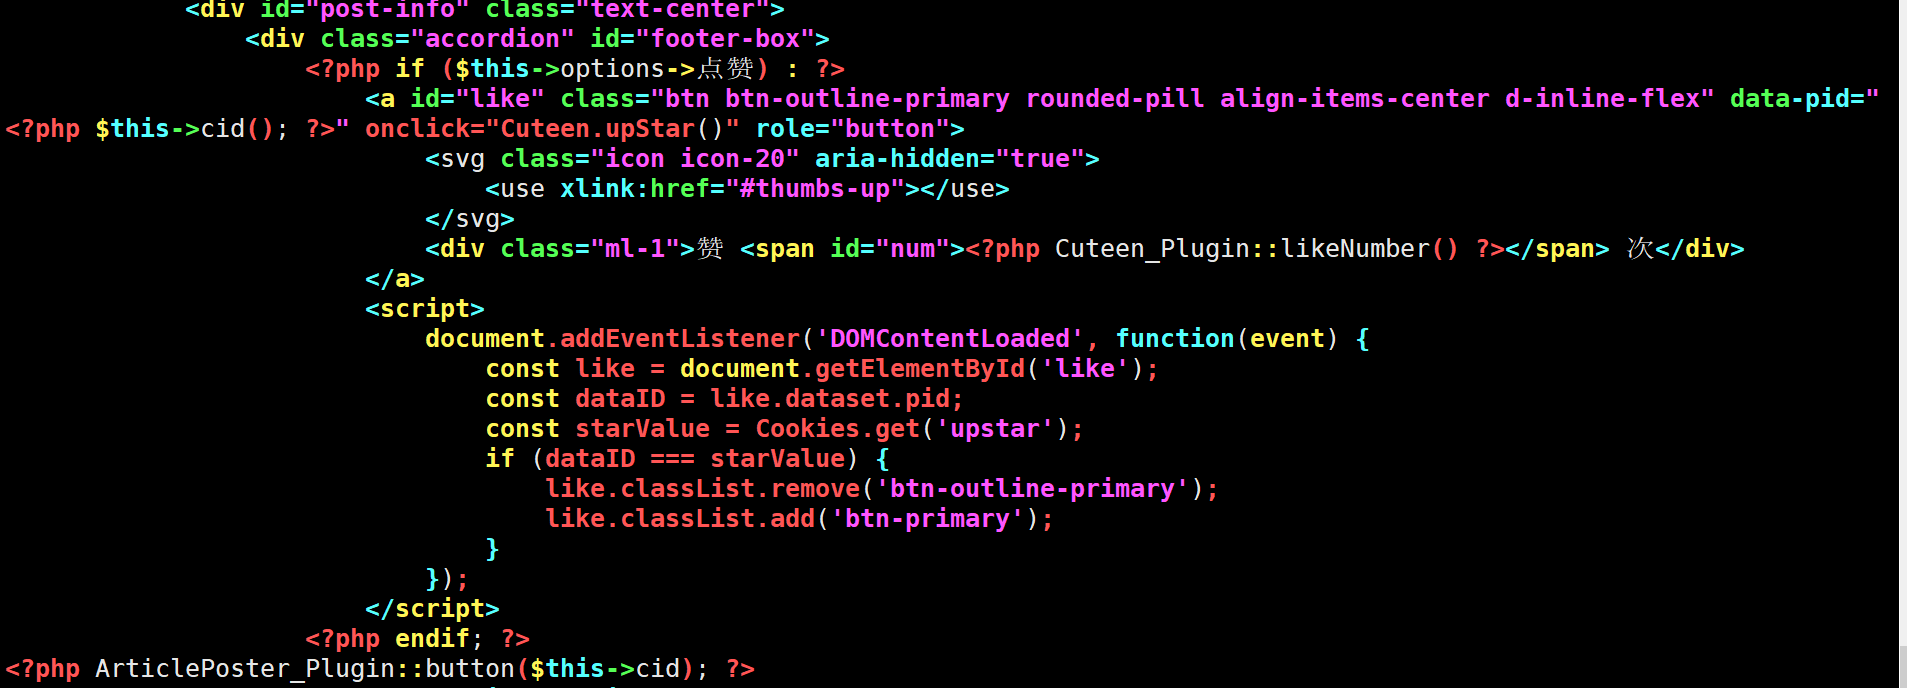 <div id="post-info" class="text-center">
<div class="accordion" id="footer-box">
<?php if ($this->options->点赞) : ?>
<a id="like" class="btn btn-outline-primary rounded-pill align-items-center d-inline-flex" data-pid="
<?php $this->cid(); ?>" onclick="Cuteen.upStar()" role="button">
<svg class="icon icon-20" aria-hidden="true">
<use xlink:href="#thumbs-up"></use>
</svg>
<div class="ml-1">赞 <span id="num"><?php Cuteen_Plugin::likeNumber() ?></span> 次</div>
</a>
<script>
document.addEventListener('DOMContentLoaded', function(event) {
const like = document.getElementById('like');
const dataID = like.dataset.pid;
const starValue = Cookies.get('upstar');
if (dataID === starValue) {
like.classList.remove('btn-outline-primary');
like.classList.add('btn-primary');
}
});
</script>
<?php endif; ?>
<?php ArticlePoster_Plugin::button($this->cid); ?>